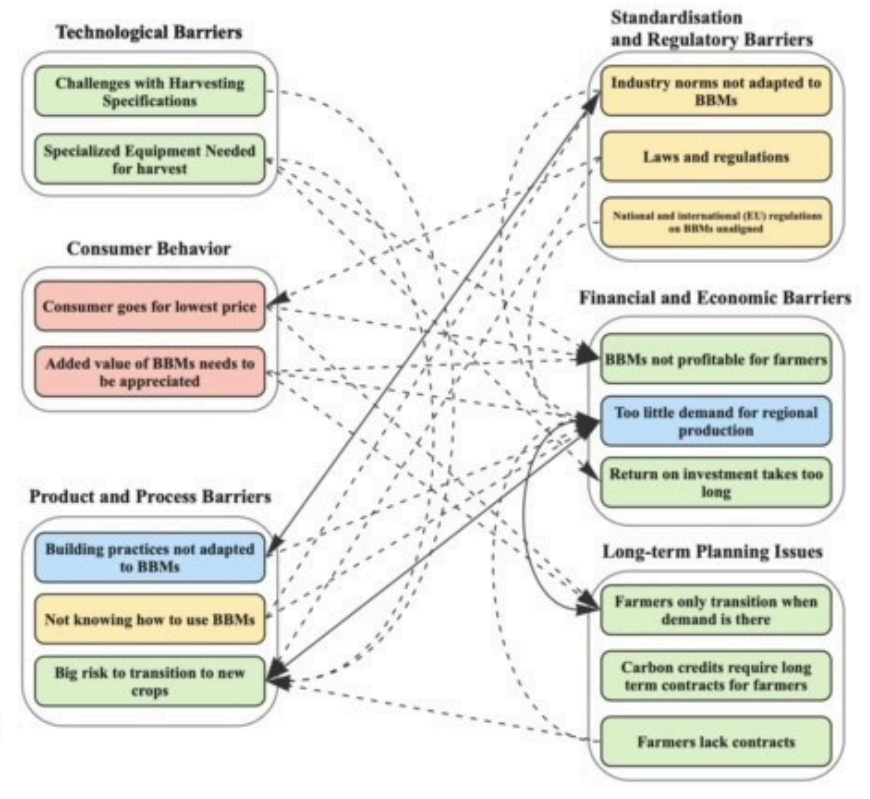 Technological Barriers
Challenges with Harvesting
Specifications
Specialized Equipment Needed
for harvest
Consumer Behavior
Consumer goes for lowest price
Added value of BBMs needs to
be appreciated
Product and Process Barriers
Building practices not adapted
to BBMs
Not knowing how to use BBMs
Big risk to transition to new
crops
Standardisation
and Regulatory Barriers
Industry norms not adapted to
BBMs
Laws and regulations
National and international (EU) regulations
on BBMs unaligned
Financial and Economic Barriers
BBMs not profitable for farmers
Too little demand for regional
production
Return on investment takes too
long
Long-term Planning Issues
Farmers only transition when
demand is there
Carbon credits require long
term contracts for farmers
Farmers lack contracts